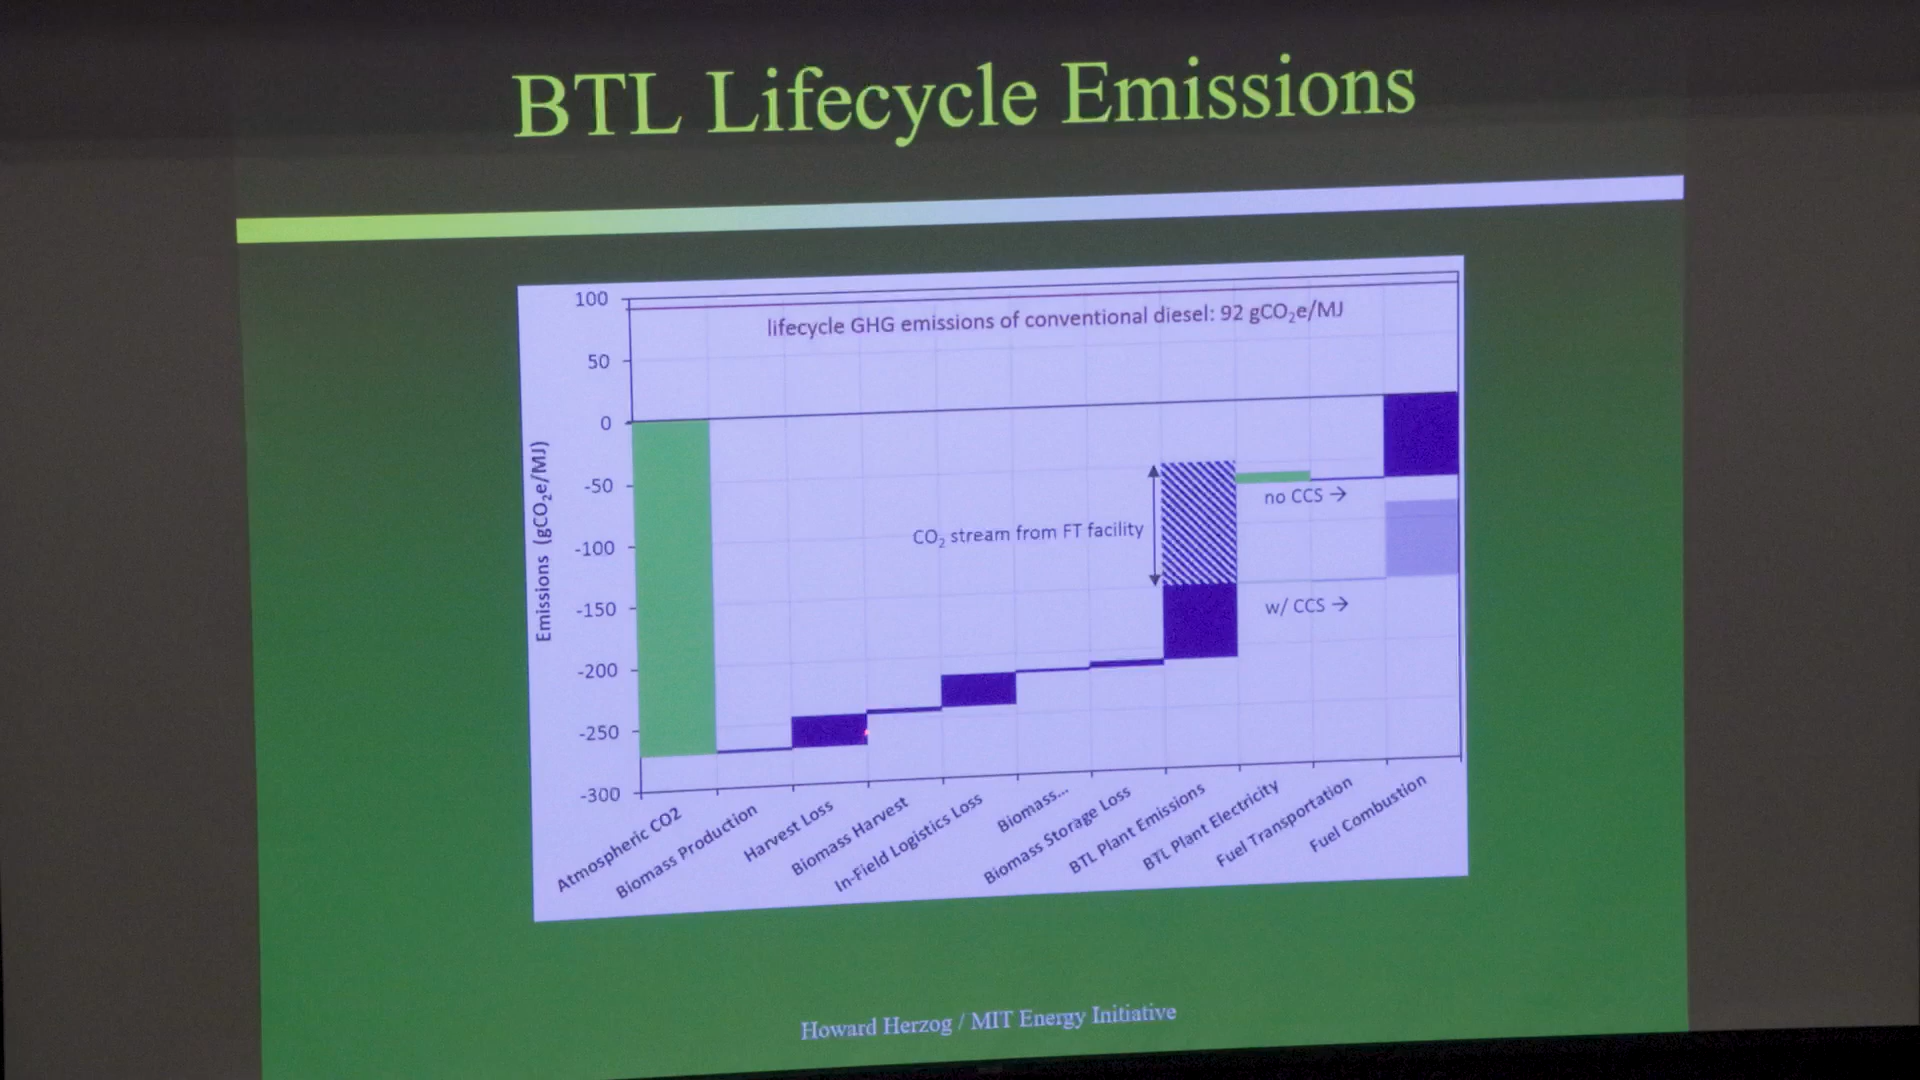 BTL Lifecycle Emissions
100
lifecycle GHG emissions of conventional diesel: 92 gCO₂e/MJ
50
0
-50
no CCS →
-100
CO₂ stream from FT facility
-150
w/ CCS →
-200
-250
-300
Emissions (gCO₂e/MJ)
Atmospheric CO2
Biomass Production
Harvest Loss
Biomass Harvest
In-Field Logistics Loss
Biomass...
Biomass Storage Loss
BTL Plant Emissions
BTL Plant Electricity
Fuel Transportation
Fuel Combustion
Howard Herzog / MIT Energy Initiative